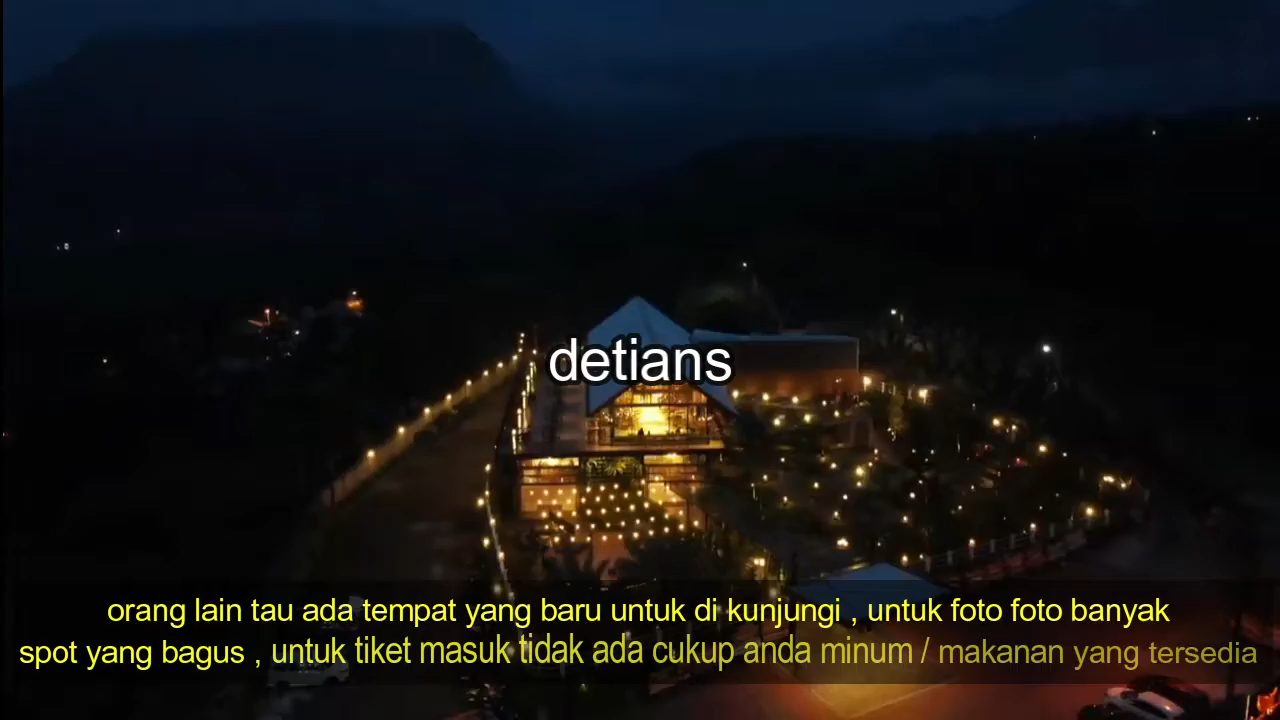 detians
orang lain tau ada tempat yang baru untuk di kunjungi , untuk foto foto banyak
spot yang bagus , untuk tiket masuk tidak ada cukup anda minum / makanan yang tersedia